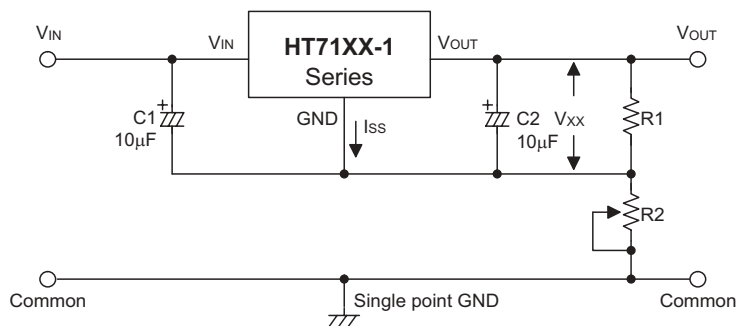 VIN
VIN
HT71XX-1
Series
VOUT
VOUT
C1
10µF
GND
ISS
C2
10µF
VXX
R1
R2
Common
Single point GND
Common